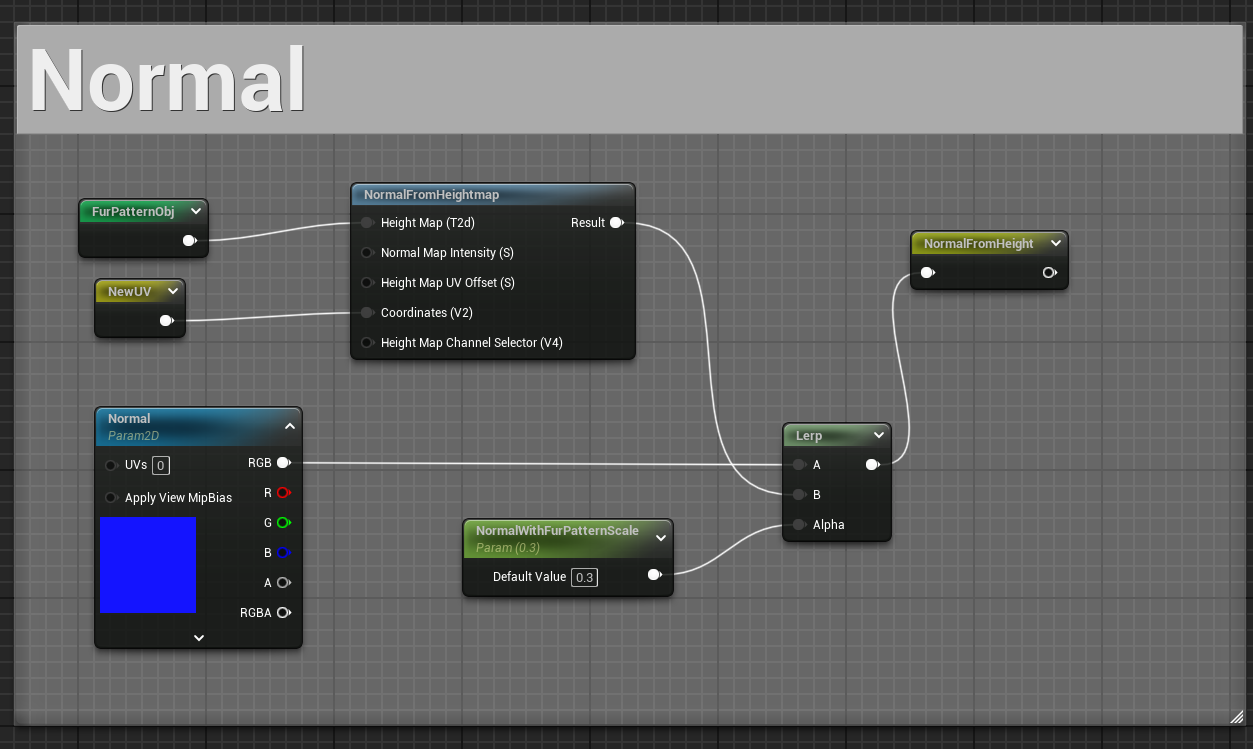 Normal
FurPatternObj
NewUV
NormalFromHeightmap
Height Map (T2d)
Result
Normal Map Intensity (S)
Height Map UV Offset (S)
Coordinates (V2)
Height Map Channel Selector (V4)
NormalFromHeight
Normal
Param2D
UVs 0
RGB
R
Apply View MipBias
G
B
A
RGBA
NormalWithFurPatternScale
Param (0.3)
Default Value 0.3
Lerp
A
B
Alpha